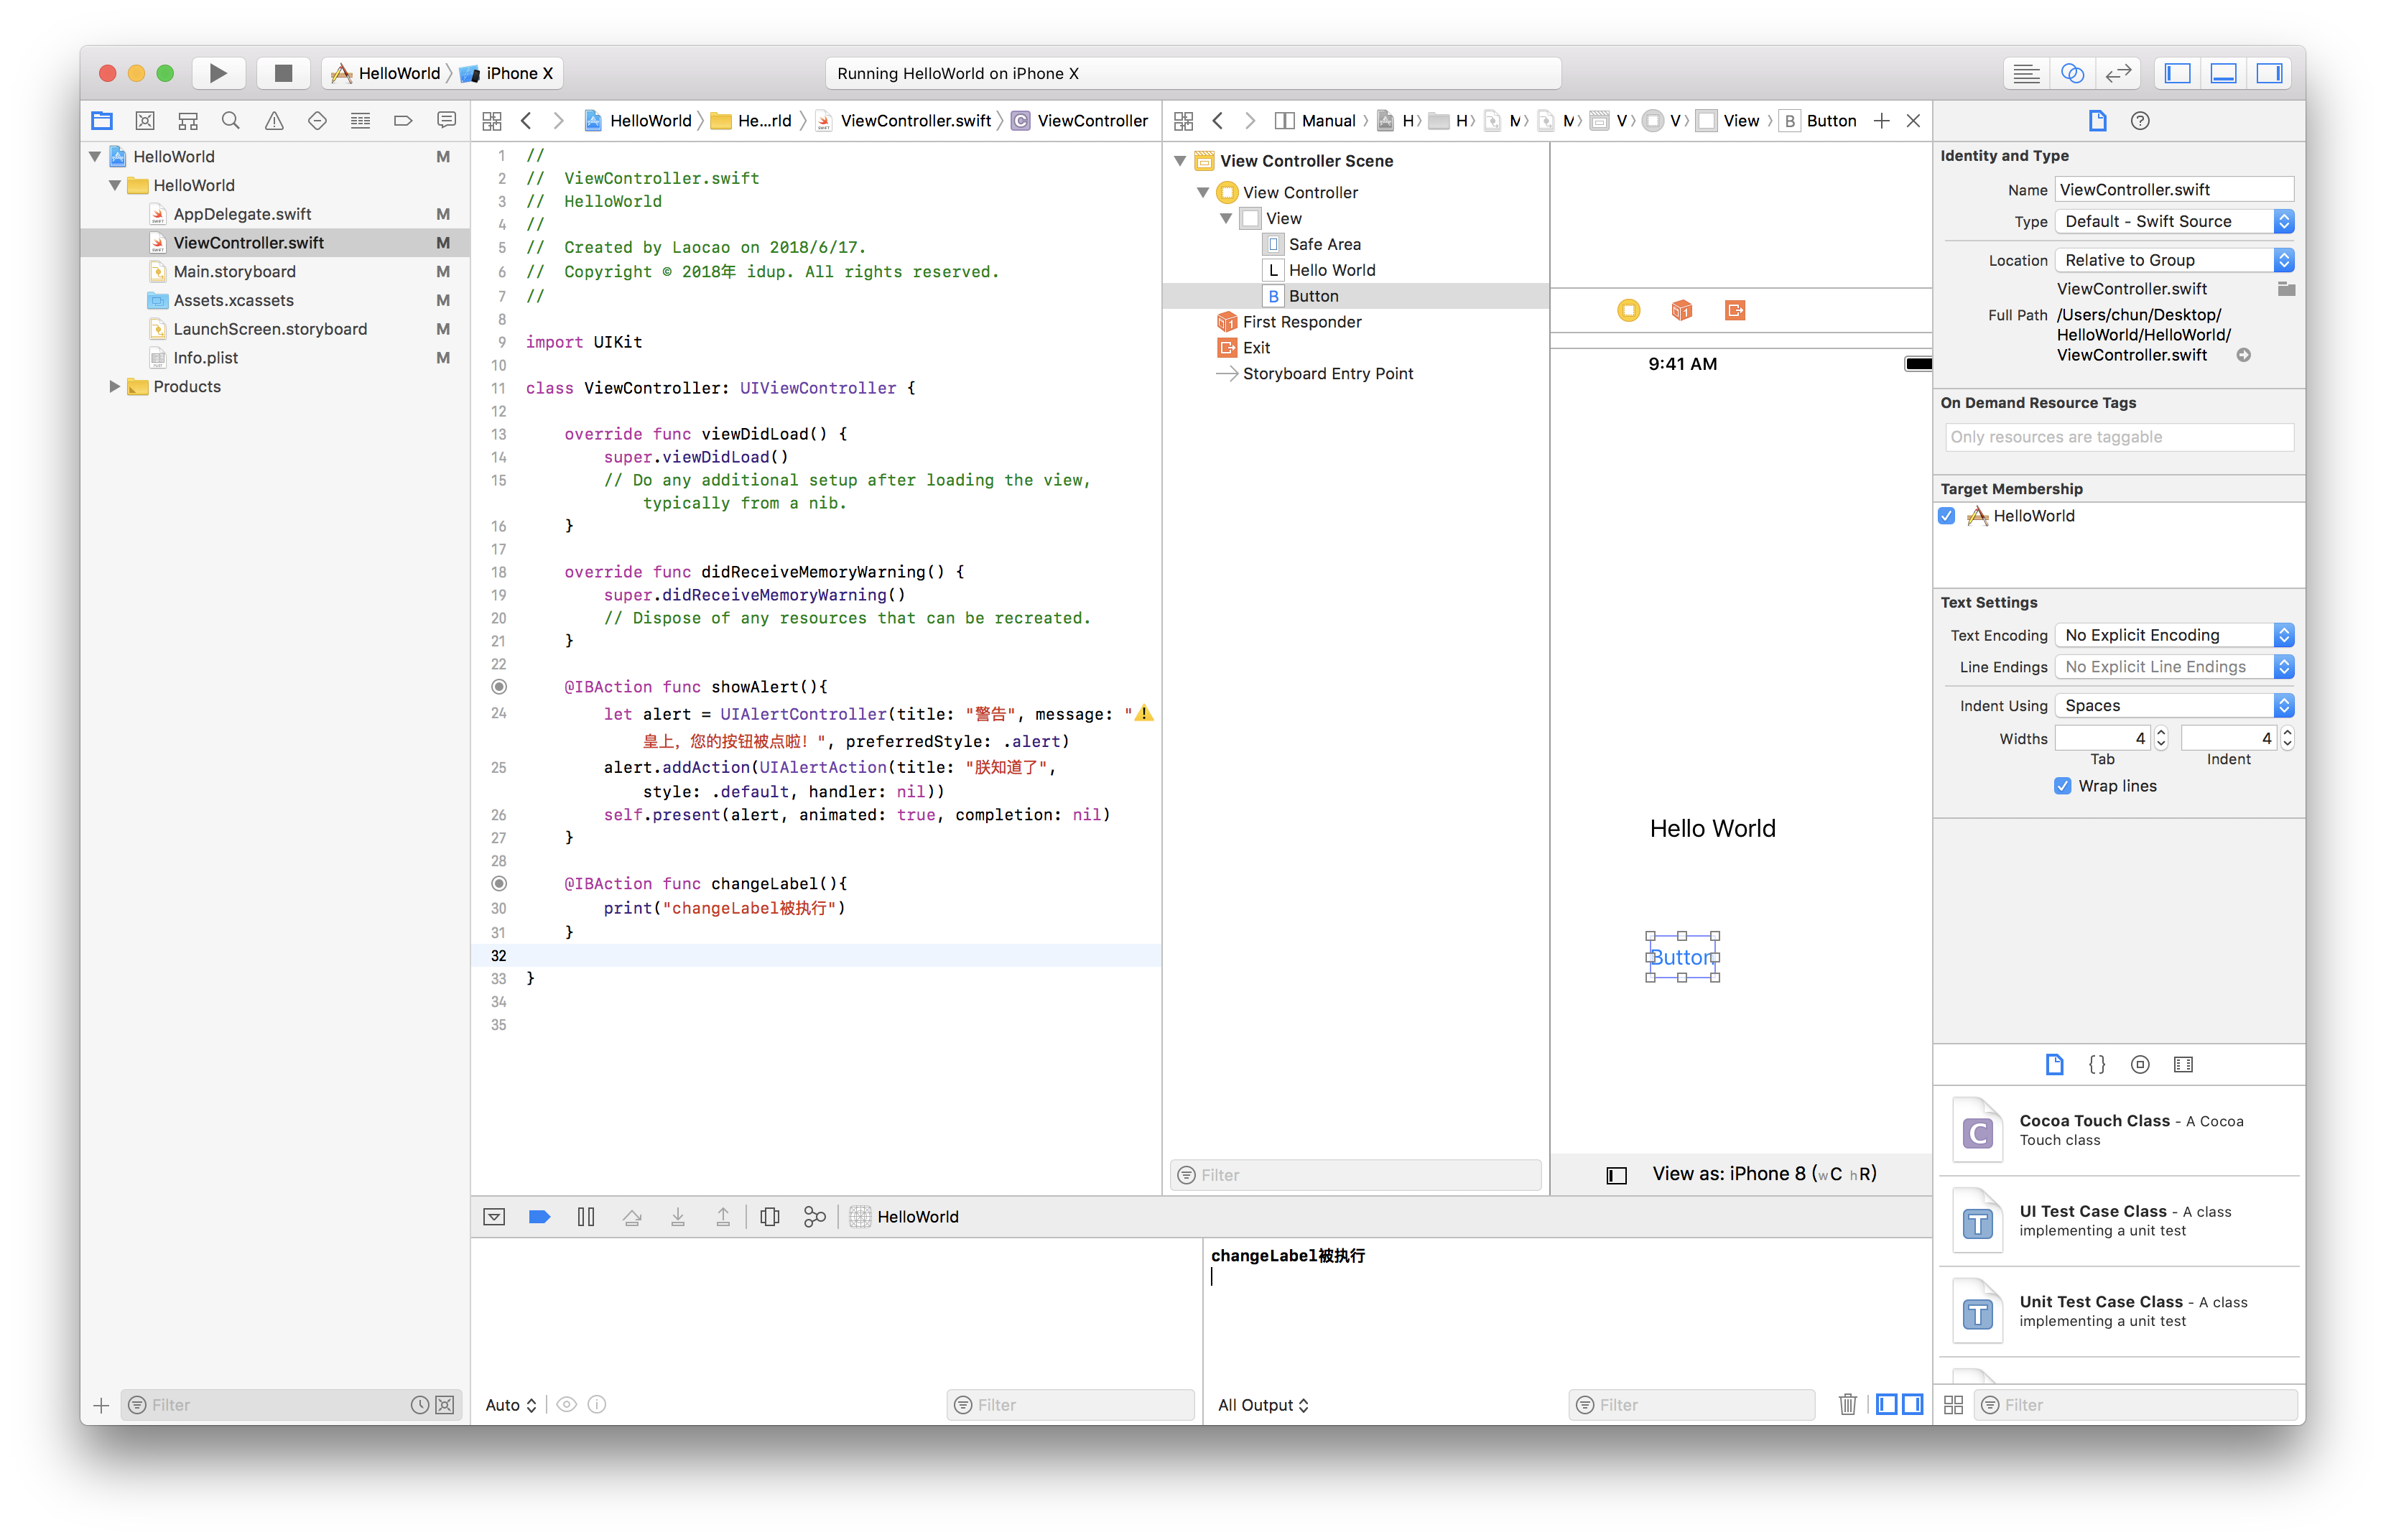 HelloWorld
iPhone X
Running HelloWorld on iPhone X
HelloWorld
He...rld
ViewController.swift
ViewController
Manual
H
H
M
M
V
V
View
B
Button
HelloWorld M
HelloWorld
AppDelegate.swift M
ViewController.swift M
Main.storyboard M
Assets.xcassets M
LaunchScreen.storyboard M
Info.plist M
Products
Filter
1 //
2 //  ViewController.swift
3 //  HelloWorld
4 //
5 //  Created by Laocao on 2018/6/17.
6 //  Copyright © 2018年 idup. All rights reserved.
7 //
8
9 import UIKit
10
11 class ViewController: UIViewController {
12
13     override func viewDidLoad() {
14         super.viewDidLoad()
15         // Do any additional setup after loading the view,
typically from a nib.
16     }
17
18     override func didReceiveMemoryWarning() {
19         super.didReceiveMemoryWarning()
20         // Dispose of any resources that can be recreated.
21     }
22
@IBAction func showAlert(){
24         let alert = UIAlertController(title: "警告", message: "⚠️
皇上，您的按钮被点啦！", preferredStyle: .alert)
25         alert.addAction(UIAlertAction(title: "朕知道了",
style: .default, handler: nil))
26         self.present(alert, animated: true, completion: nil)
27     }
28
@IBAction func changeLabel(){
30         print("changeLabel被执行")
31     }
32
33 }
34
35
View Controller Scene
View Controller
View
Safe Area
L Hello World
B Button
First Responder
Exit
Storyboard Entry Point
Filter
9:41 AM
Hello World
Button
View as: iPhone 8 (wC hR)
HelloWorld
Auto
Filter
changeLabel被执行
All Output
Filter
Identity and Type
Name ViewController.swift
Type Default - Swift Source
Location Relative to Group
ViewController.swift
Full Path /Users/chun/Desktop/
HelloWorld/HelloWorld/
ViewController.swift
On Demand Resource Tags
Only resources are taggable
Target Membership
HelloWorld
Text Settings
Text Encoding No Explicit Encoding
Line Endings No Explicit Line Endings
Indent Using Spaces
Widths 4 4
Tab Indent
Wrap lines
C
Cocoa Touch Class - A Cocoa
Touch class
T
UI Test Case Class - A class
implementing a unit test
T
Unit Test Case Class - A class
implementing a unit test
Filter